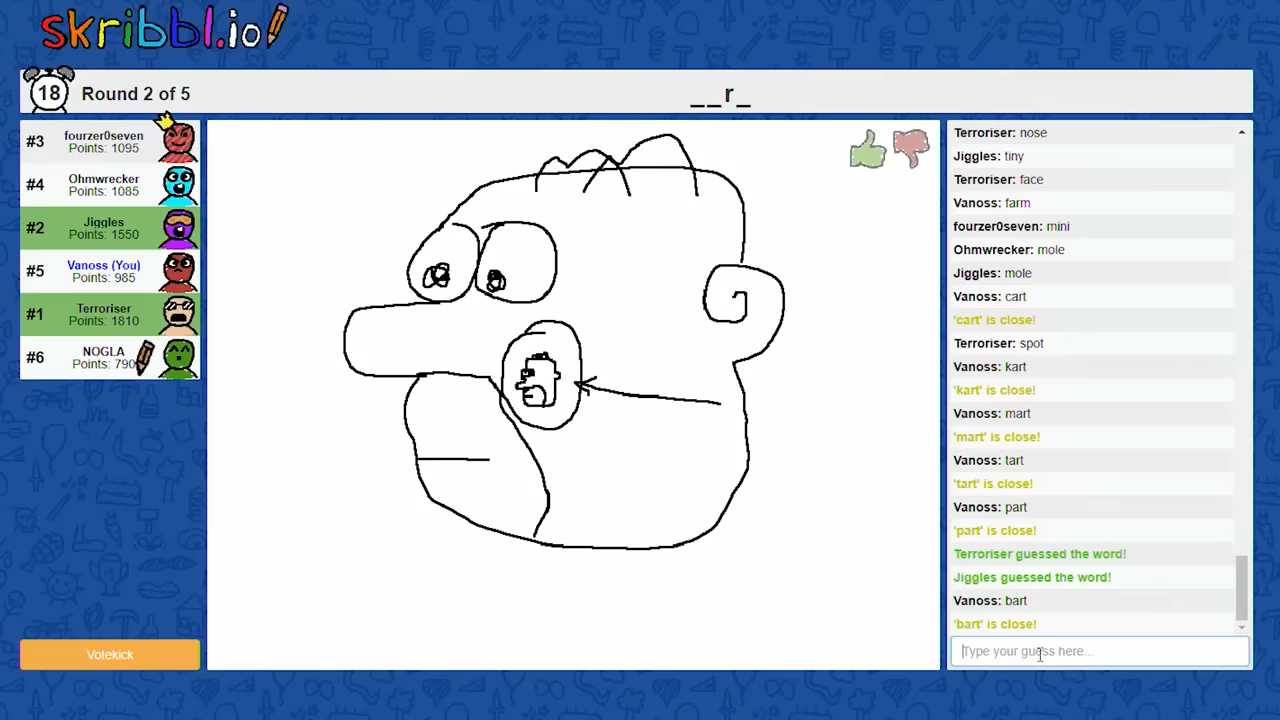 skribbl.io
18
Round 2 of 5
__r_
#3
fourzer0seven
Points: 1095
#4
Ohmwrecker
Points: 1085
#2
Jiggles
Points: 1550
#5
Vanoss (You)
Points: 985
#1
Terroriser
Points: 1810
#6
NOGLA
Points: 790
Votekick
Terroriser: nose
Jiggles: tiny
Terroriser: face
Vanoss: farm
fourzer0seven: mini
Ohmwrecker: mole
Jiggles: mole
Vanoss: cart
'cart' is close!
Terroriser: spot
Vanoss: kart
'kart' is close!
Vanoss: mart
'mart' is close!
Vanoss: tart
'tart' is close!
Vanoss: part
'part' is close!
Terroriser guessed the word!
Jiggles guessed the word!
Vanoss: bart
'bart' is close!
Type your guess here...